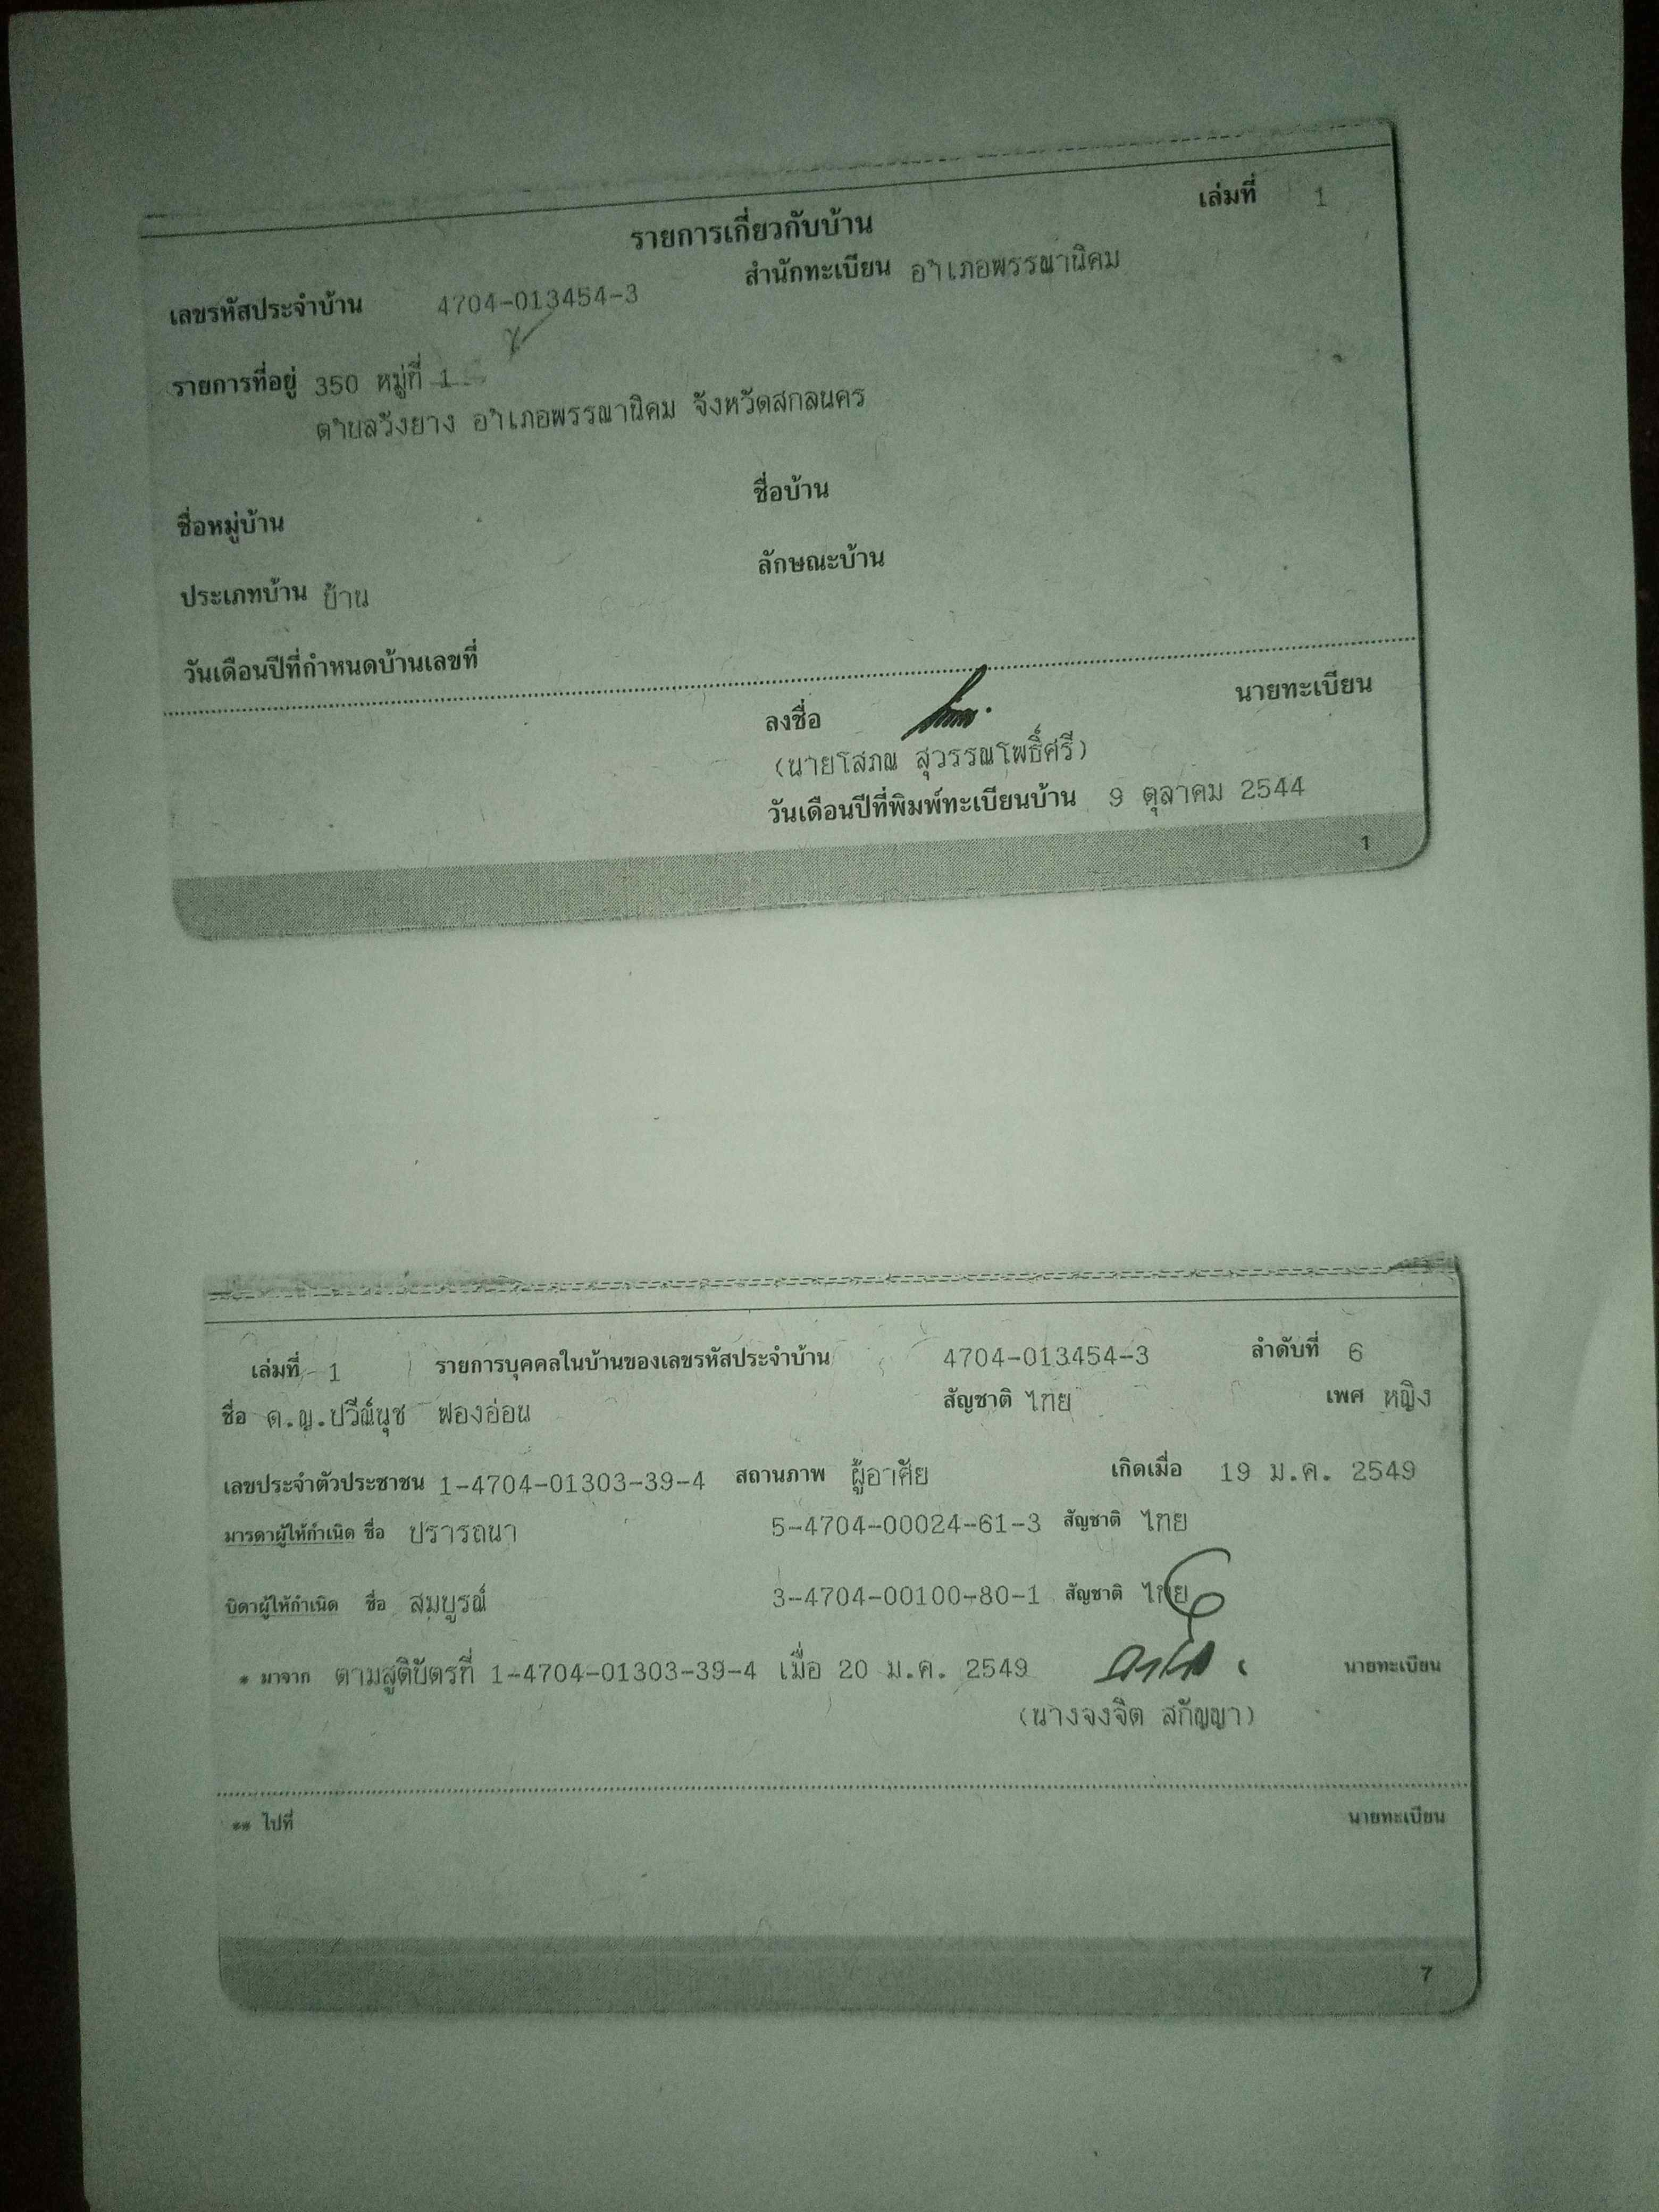 เล่มที่ 1
รายการเกี่ยวกับบ้าน
เลขรหัสประจำบ้าน 4704-013454-3 สำนักทะเบียน อำเภอพรรณานิคม
รายการที่อยู่ 350 หมู่ที่ 1
ตำบลวังยาง อำเภอพรรณานิคม จังหวัดสกลนคร
ชื่อหมู่บ้าน ชื่อบ้าน
ประเภทบ้าน บ้าน ลักษณะบ้าน
วันเดือนปีที่กำหนดบ้านเลขที่
ลงชื่อ นายทะเบียน
(นายโสภณ สุวรรณโพธิ์ศรี)
วันเดือนปีที่พิมพ์ทะเบียนบ้าน 9 ตุลาคม 2544
1
เล่มที่ 1 รายการบุคคลในบ้านของเลขรหัสประจำบ้าน 4704-013454-3 ลำดับที่ 6
ชื่อ ด.ญ.ปวีณ์นุช ฟองอ่อน สัญชาติ ไทย เพศ หญิง
เลขประจำตัวประชาชน 1-4704-01303-39-4 สถานภาพ ผู้อาศัย เกิดเมื่อ 19 ม.ค. 2549
มารดาผู้ให้กำเนิด ชื่อ ปรารถนา 5-4704-00024-61-3 สัญชาติ ไทย
บิดาผู้ให้กำเนิด ชื่อ สมบูรณ์ 3-4704-00100-80-1 สัญชาติ ไทย
* มาจาก ตามสูติบัตรที่ 1-4704-01303-39-4 เมื่อ 20 ม.ค. 2549 นายทะเบียน
(นางจงจิต สกัญญา)
** ไปที่ นายทะเบียน
7